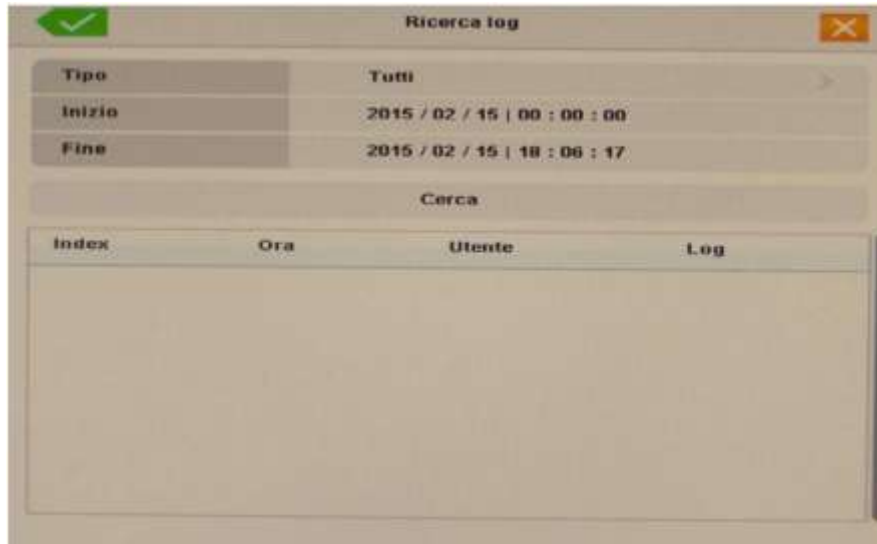 Ricerca log
Tipo Tutti >
Inizio 2015 / 02 / 15 | 00 : 00 : 00
Fine 2015 / 02 / 15 | 18 : 06 : 17
Cerca
Index Ora Utente Log